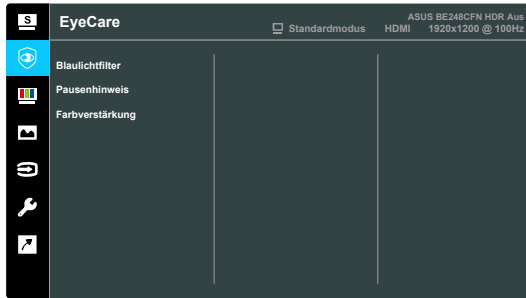 S
EyeCare
Standardmodus
ASUS BE248CFN HDR Aus
HDMI 1920x1200 @ 100Hz
Blaulichtfilter
Pausenhinweis
Farbverstärkung